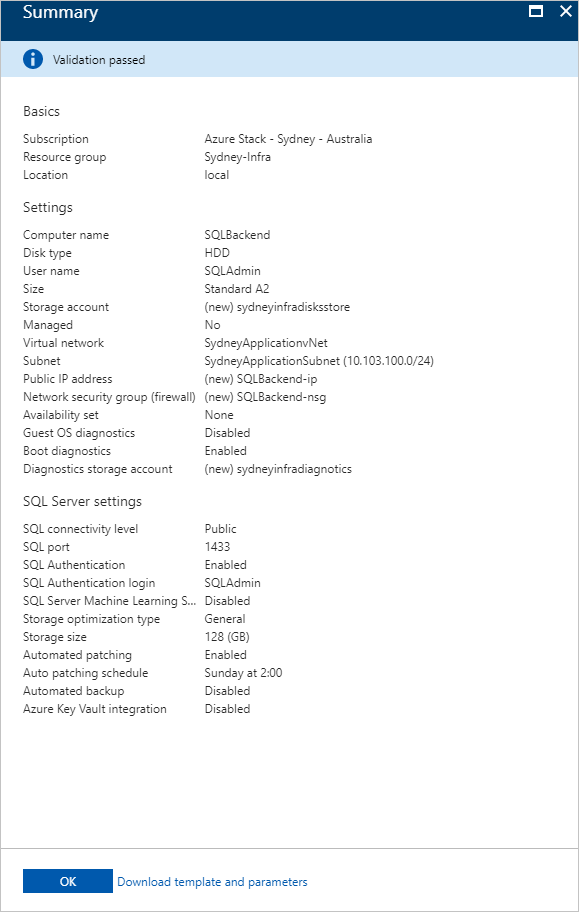 Summary
Validation passed
Basics
Subscription Azure Stack - Sydney - Australia
Resource group Sydney-Infra
Location local
Settings
Computer name SQLBackend
Disk type HDD
User name SQLAdmin
Size Standard A2
Storage account (new) sydneyinfradisksstore
Managed No
Virtual network SydneyApplicationvNet
Subnet SydneyApplicationSubnet (10.103.100.0/24)
Public IP address (new) SQLBackend-ip
Network security group (firewall) (new) SQLBackend-nsg
Availability set None
Guest OS diagnostics Disabled
Boot diagnostics Enabled
Diagnostics storage account (new) sydneyinfradiagnotics
SQL Server settings
SQL connectivity level Public
SQL port 1433
SQL Authentication Enabled
SQL Authentication login SQLAdmin
SQL Server Machine Learning S... Disabled
Storage optimization type General
Storage size 128 (GB)
Automated patching Enabled
Auto patching schedule Sunday at 2:00
Automated backup Disabled
Azure Key Vault integration Disabled
OK Download template and parameters